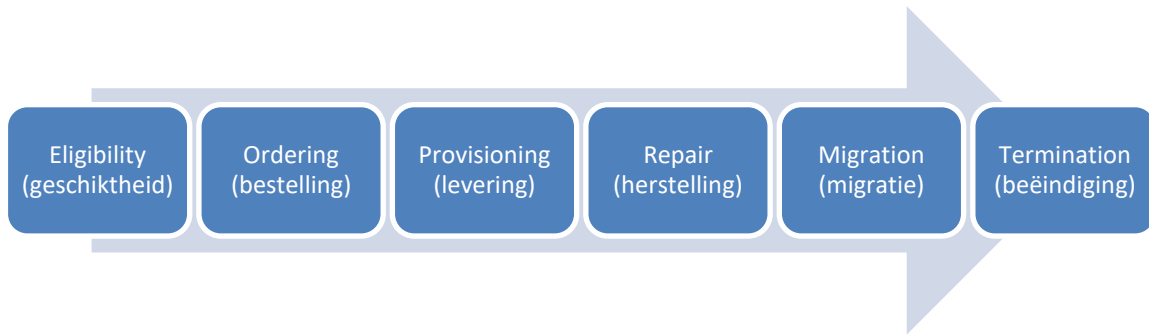 Eligibility
(geschiktheid)
Ordering
(bestelling)
Provisioning
(levering)
Repair
(herstelling)
Migration
(migratie)
Termination
(beëindiging)